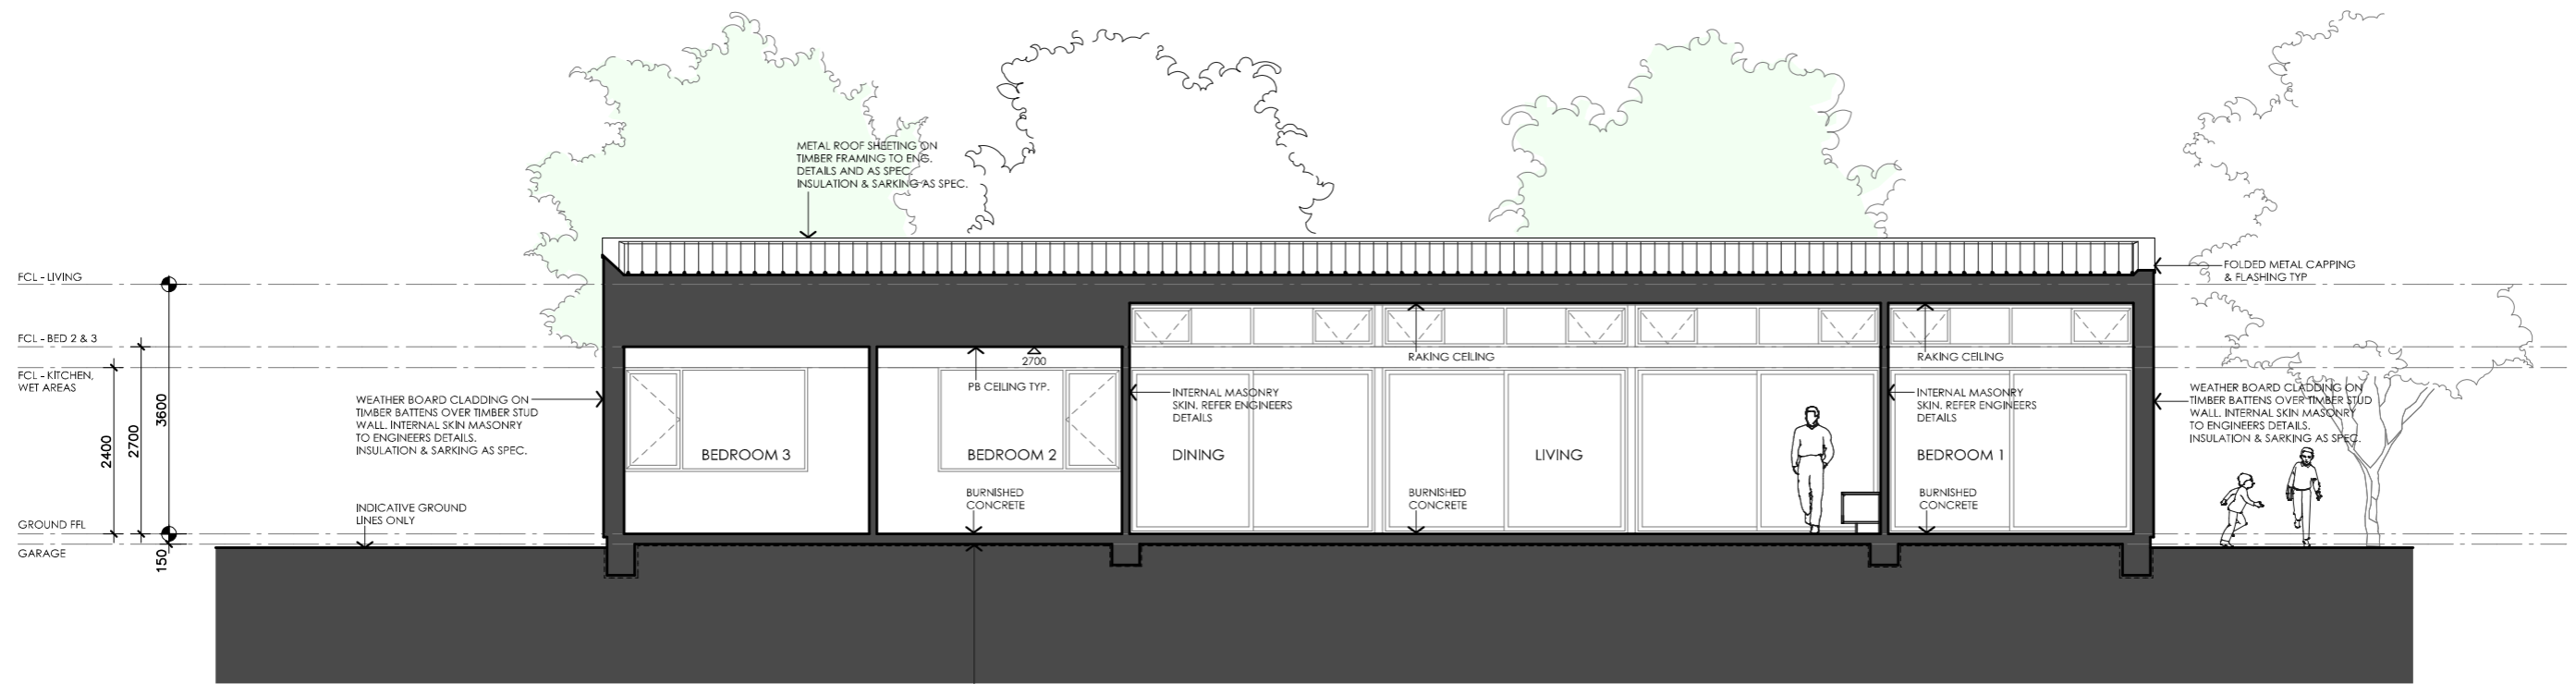 METAL ROOF SHEETING ON
TIMBER FRAMING TO ENG.
DETAILS AND AS SPEC.
INSULATION & SARKING AS SPEC.
FCL - LIVING
FOLDED METAL CAPPING
& FLASHING TYP
FCL - BED 2 & 3
2700
RAKING CEILING
RAKING CEILING
FCL - KITCHEN,
WET AREAS
PB CEILING TYP.
WEATHER BOARD CLADDING ON
TIMBER BATTENS OVER TIMBER STUD
WALL. INTERNAL SKIN MASONRY
TO ENGINEERS DETAILS.
INSULATION & SARKING AS SPEC.
INTERNAL MASONRY
SKIN. REFER ENGINEERS
DETAILS
INTERNAL MASONRY
SKIN. REFER ENGINEERS
DETAILS
WEATHER BOARD CLADDING ON
TIMBER BATTENS OVER TIMBER STUD
WALL. INTERNAL SKIN MASONRY
TO ENGINEERS DETAILS.
INSULATION & SARKING AS SPEC.
2400
2700
3600
BEDROOM 3
BEDROOM 2
DINING
LIVING
BEDROOM 1
INDICATIVE GROUND
LINES ONLY
BURNISHED
CONCRETE
BURNISHED
CONCRETE
BURNISHED
CONCRETE
GROUND FFL
GARAGE
150